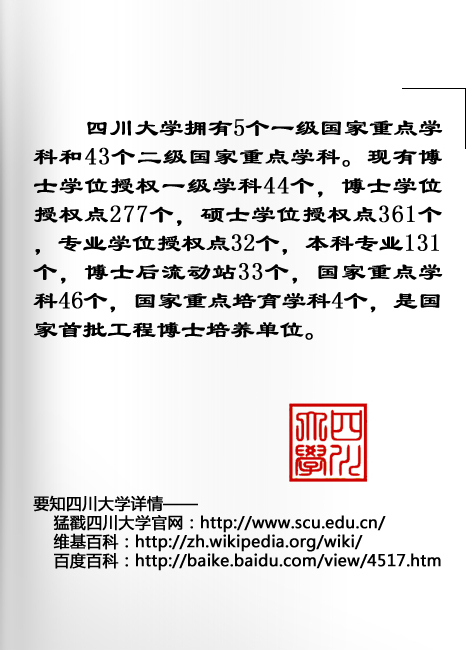 四川大学拥有5个一级国家重点学
科和43个二级国家重点学科。现有博
士学位授权一级学科44个，博士学位
授权点277个，硕士学位授权点361个
，专业学位授权点32个，本科专业131
个，博士后流动站33个，国家重点学
科46个，国家重点培育学科4个，是国
家首批工程博士培养单位。
四川
大學
要知四川大学详情——
猛戳四川大学官网：http://www.scu.edu.cn/
维基百科：http://zh.wikipedia.org/wiki/
百度百科：http://baike.baidu.com/view/4517.htm